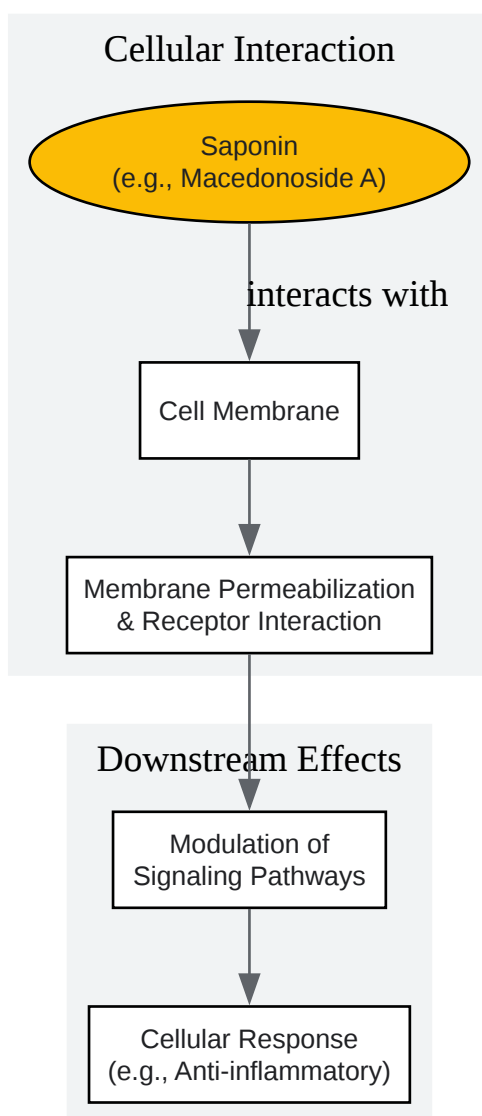 Cellular Interaction
Saponin
(e.g., Macedonoside A)
interacts with
Cell Membrane
Membrane Permeabilization
& Receptor Interaction
Downstream Effects
Modulation of
Signaling Pathways
Cellular Response
(e.g., Anti-inflammatory)